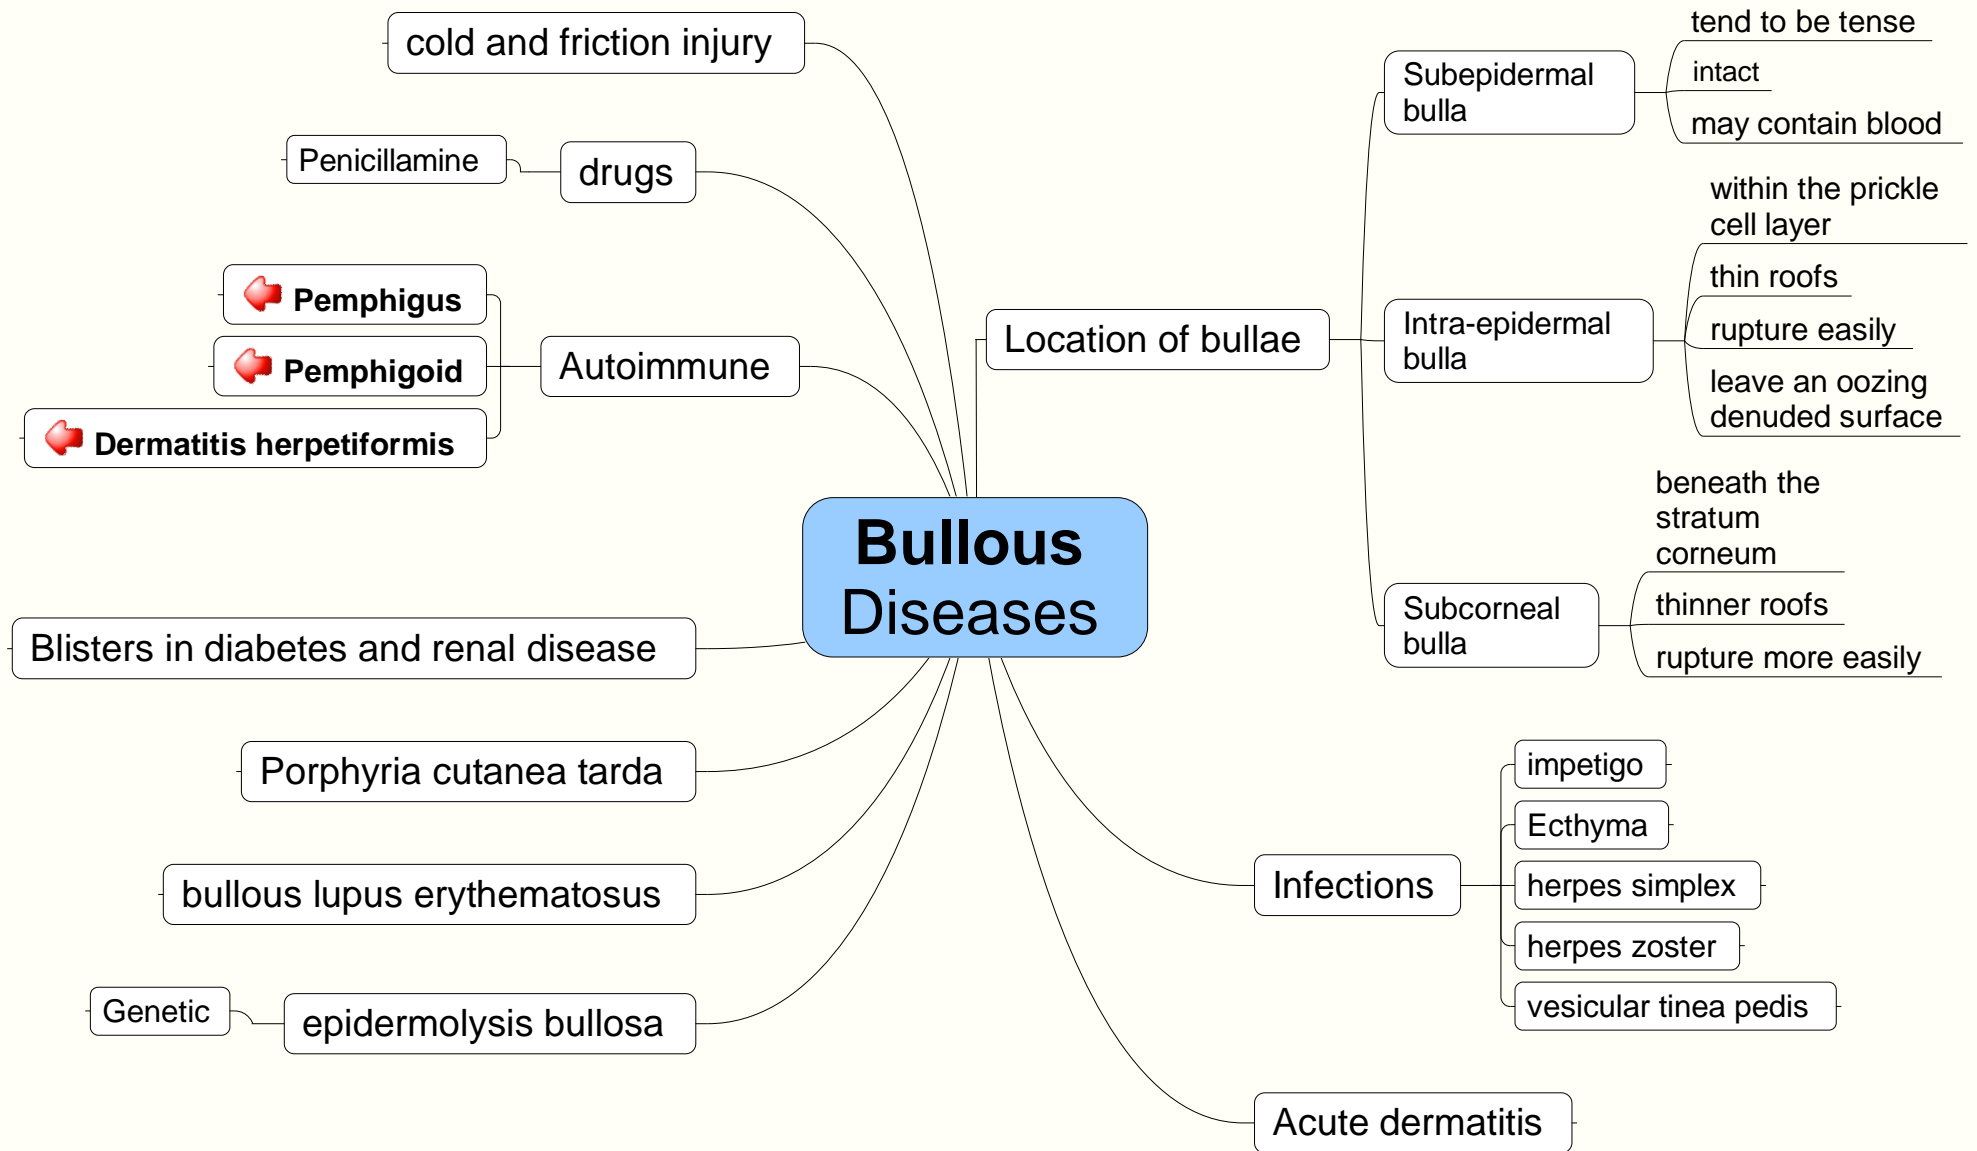 Bullous
Diseases
cold and friction injury
drugs
Penicillamine
Autoimmune
Pemphigus
Pemphigoid
Dermatitis herpetiformis
Blisters in diabetes and renal disease
Porphyria cutanea tarda
bullous lupus erythematosus
epidermolysis bullosa
Genetic
Location of bullae
Subepidermal
bulla
tend to be tense
intact
may contain blood
Intra-epidermal
bulla
within the prickle
cell layer
thin roofs
rupture easily
leave an oozing
denuded surface
Subcorneal
bulla
beneath the
stratum
corneum
thinner roofs
rupture more easily
Infections
impetigo
Ecthyma
herpes simplex
herpes zoster
vesicular tinea pedis
Acute dermatitis